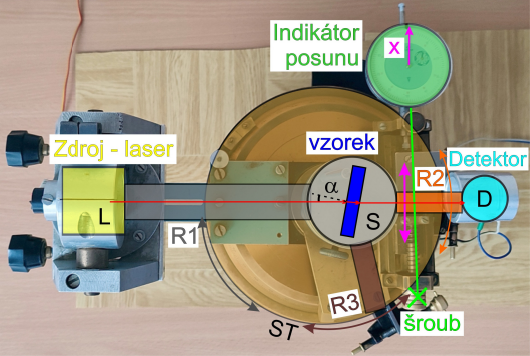 Indikátor
posunu
x
Zdroj - laser
vzorek
Detektor
α
R2
L
S
D
R1
R3
ST
šroub